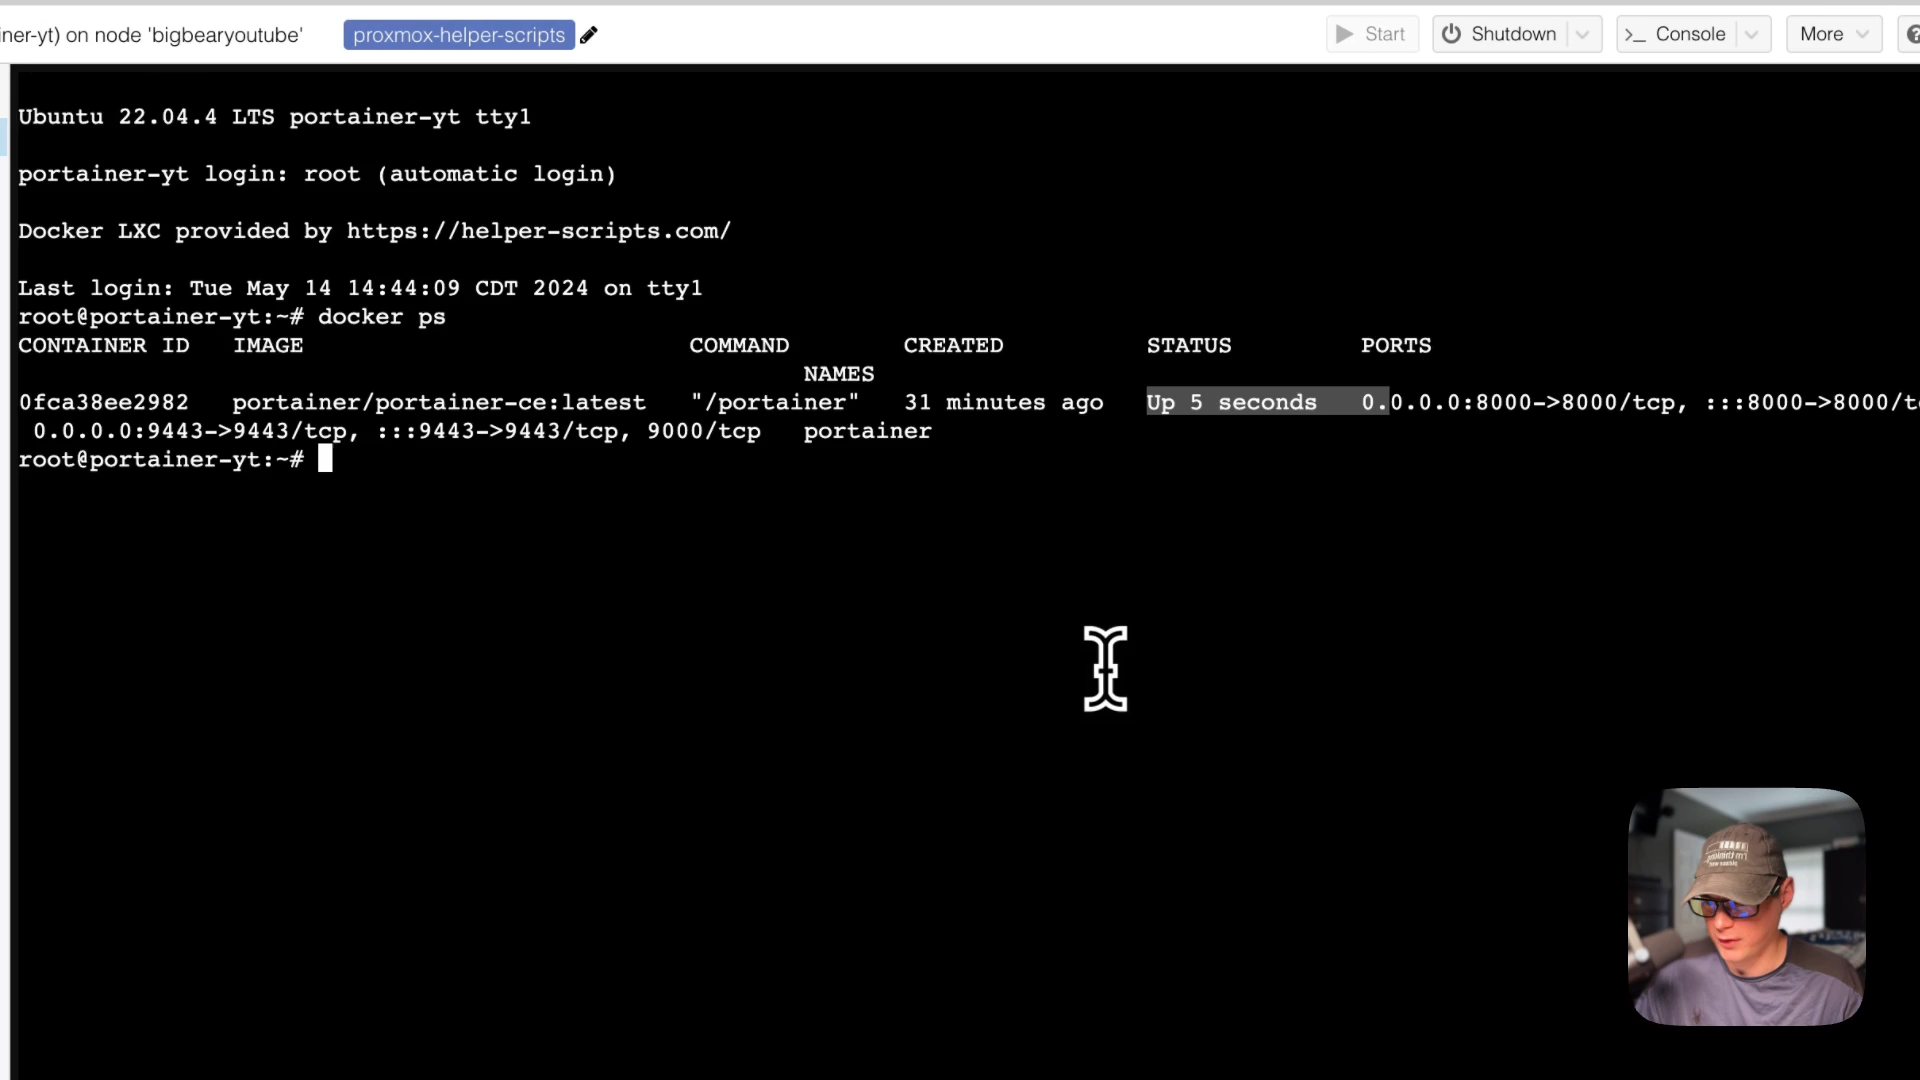 iner-yt) on node 'bigbearyoutube' proxmox-helper-scripts Start Shutdown >_ Console More
Ubuntu 22.04.4 LTS portainer-yt tty1
portainer-yt login: root (automatic login)
Docker LXC provided by https://helper-scripts.com/
Last login: Tue May 14 14:44:09 CDT 2024 on tty1
root@portainer-yt:~# docker ps
CONTAINER ID IMAGE COMMAND CREATED STATUS PORTS
NAMES
0fca38ee2982 portainer/portainer-ce:latest "/portainer" 31 minutes ago Up 5 seconds 0.0.0.0:8000->8000/tcp, :::8000->8000/t
0.0.0.0:9443->9443/tcp, :::9443->9443/tcp, 9000/tcp portainer
root@portainer-yt:~#